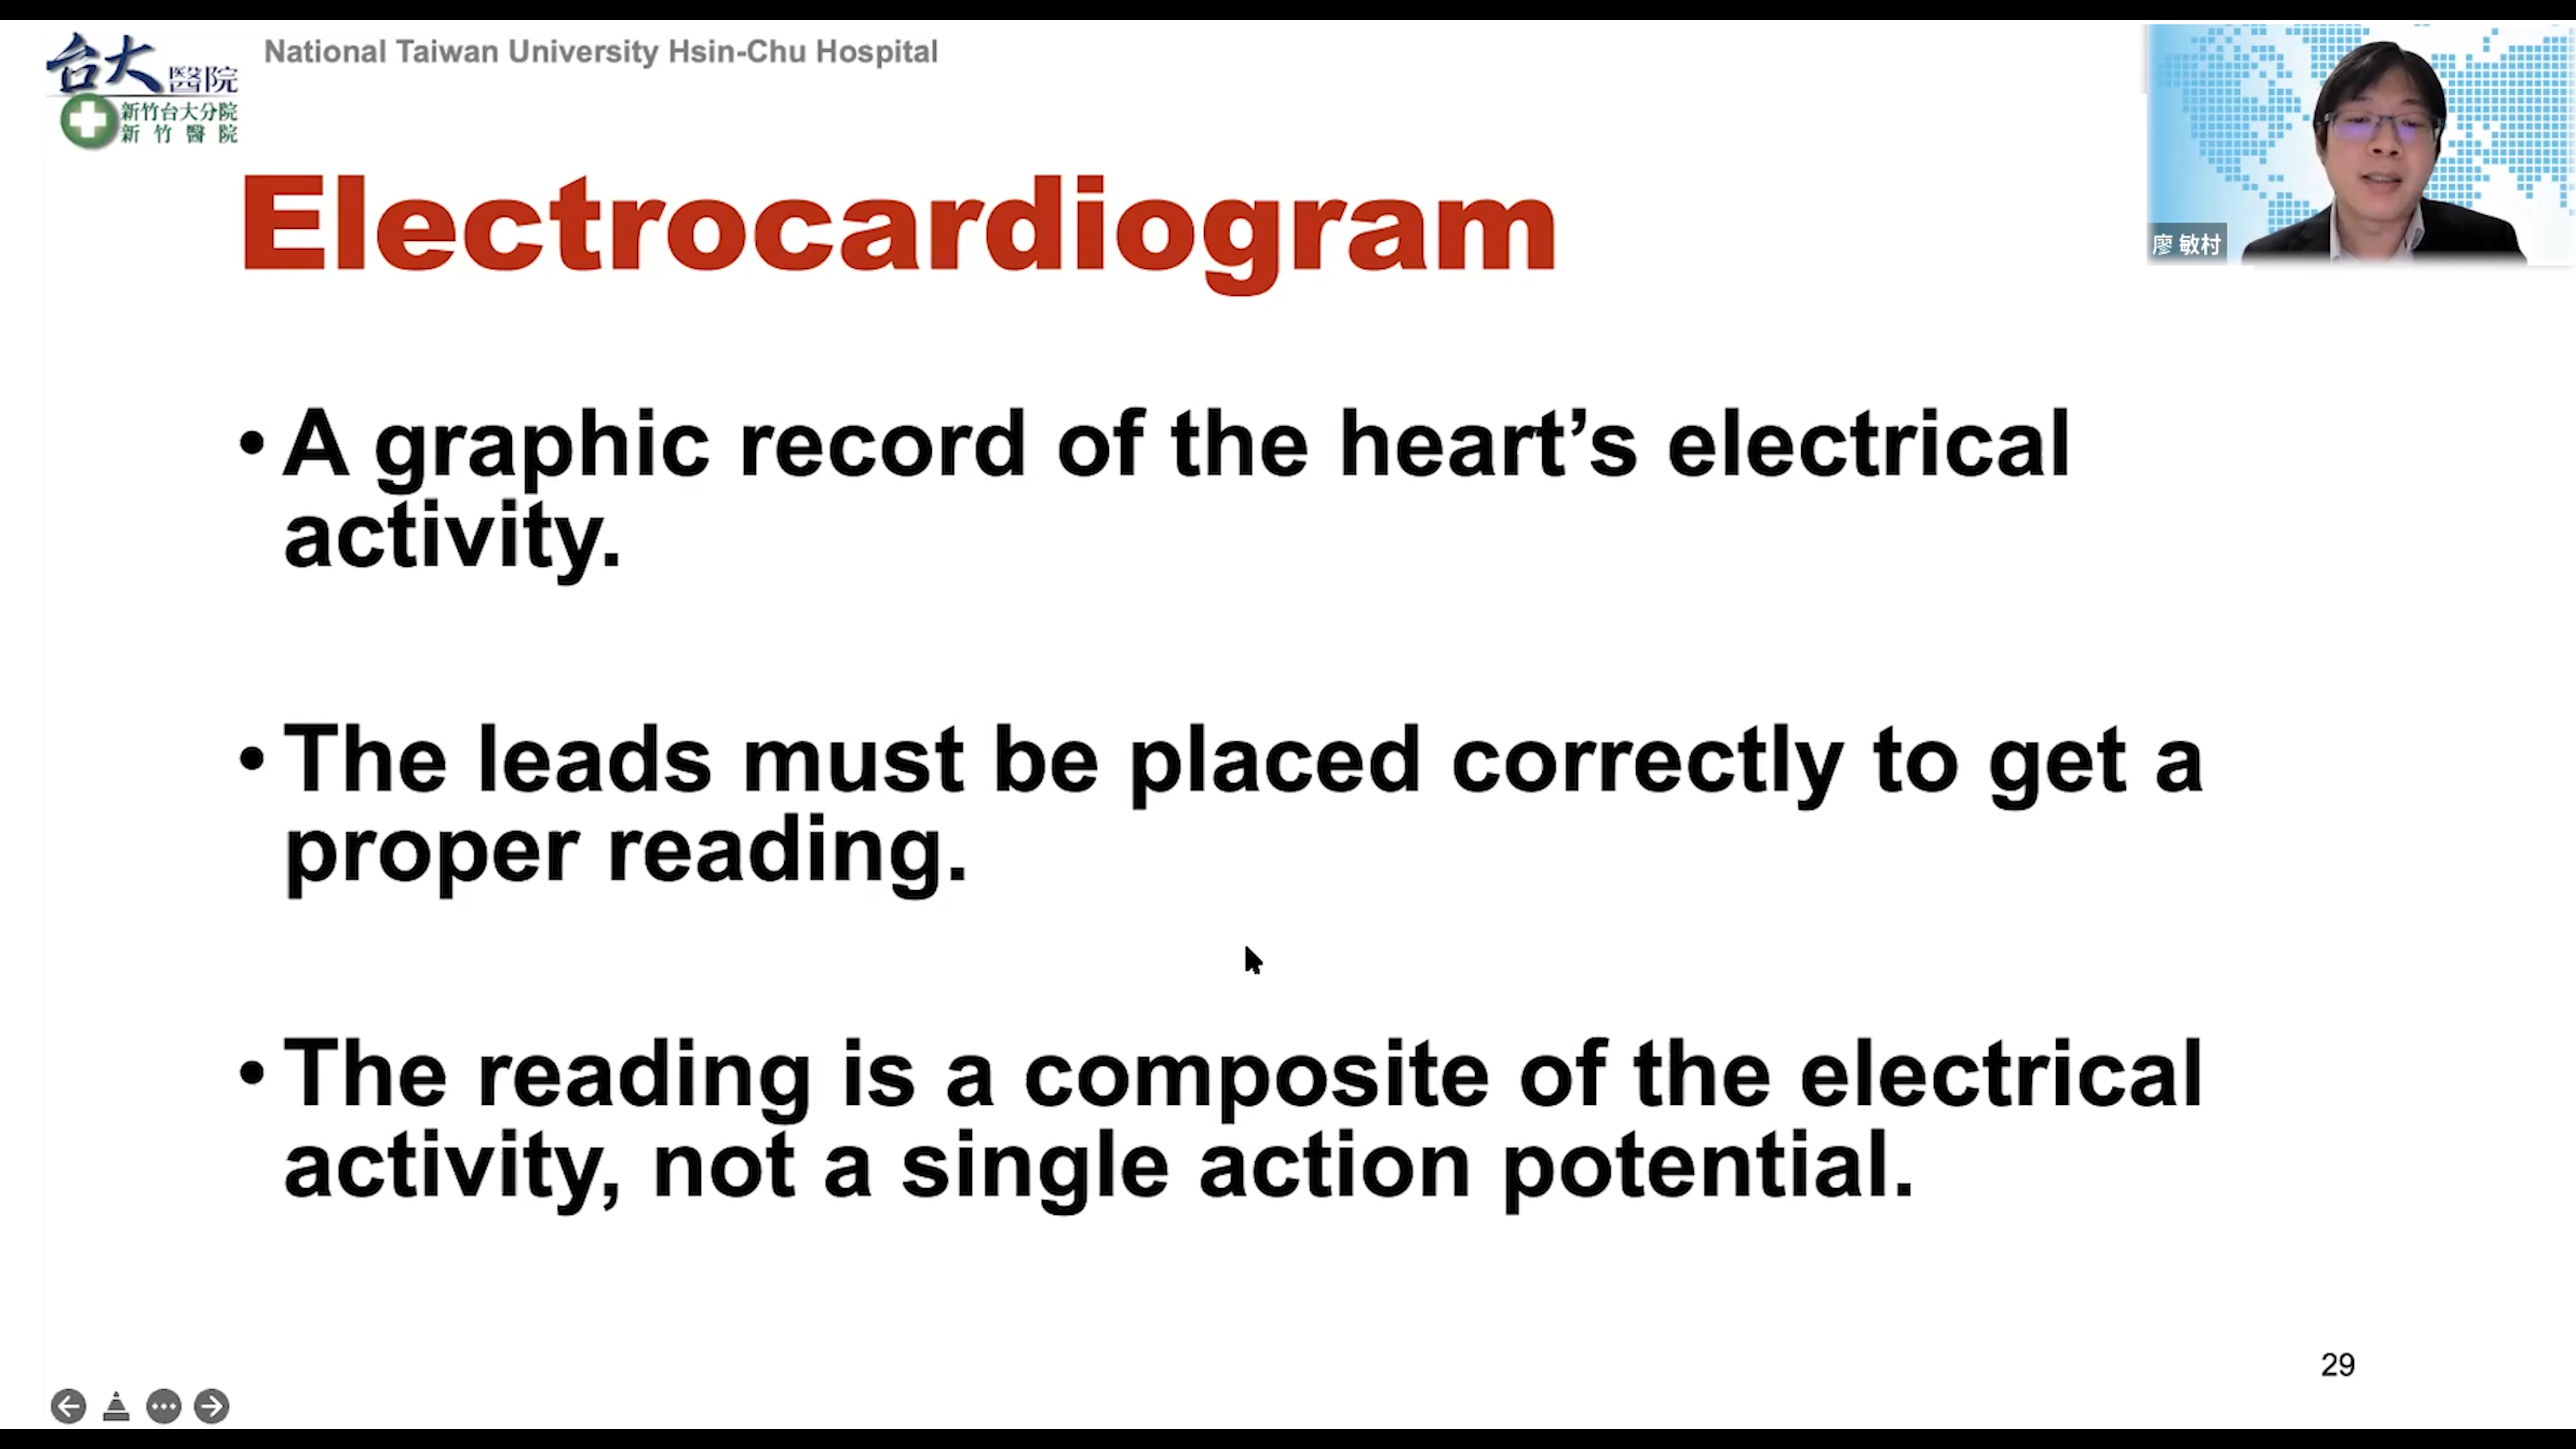 台大醫院
新竹台大分院
新竹醫院
National Taiwan University Hsin-Chu Hospital
廖 敏村
Electrocardiogram
• A graphic record of the heart’s electrical
activity.
• The leads must be placed correctly to get a
proper reading.
• The reading is a composite of the electrical
activity, not a single action potential.
29